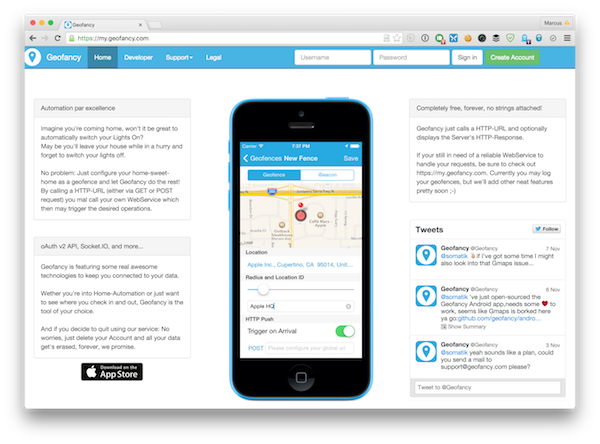 Geofancy
Marcus
https://my.geofancy.com
Geofancy
Home
Developer
Support
Legal
Username
Password
Sign in
Create Account
Automation par excellence
Imagine you're coming home, won't it be great to
automatically switch your Lights On?
May be you'll leave your house while in a hurry and
forget to switch your lights off.
No problem: Just configure your home-sweet-
home as a geofence and let Geofancy do the rest!
By calling a HTTP-URL (either via GET or POST
request) you mal call your own WebService which
then may trigger the desired operations.
oAuth v2 API, Socket.IO, and more...
Geofancy is featuring some real awesome
technologies to keep you connected to your data.
Wether you're into Home-Automation or just want
to see where you check in and out, Geofancy is the
tool of your choice.
And if you decide to quit using our service: No
worries, just delete your Account and all your data
get's erased, forever, we promise.
Download on the
App Store
Carrier
7:37 PM
Geofences
New Fence
Save
Geofence
iBeacon
280
Outback
Steakhouse
Caffe Macs
Apple
Location
Apple Inc., Cupertino, CA 95014, Unit...
Radius and Location ID
Apple HQ
HTTP Push
Trigger on Arrival
POST
Please configure your global url
Completely free, forever, no strings attached!
Geofancy just calls a HTTP-URL and optionally
displays the Server's HTTP-Response.
If your still in need of a reliable WebService to
handle your requests, be sure to check out
https://my.geofancy.com. Currently you may log
your geofences, but we'll add other neat features
pretty soon ;-)
Tweets
Follow
Geofancy @Geofancy
7 Nov
@somatik if I've got some time I might
also look into that Gmaps issue...
Geofancy @Geofancy
6 Nov
@somatik 've just open-sourced the
Geofancy Android app,needs some ❤ to
work, seems like Gmaps is borked here
ya go:github.com/geofancy/andro...
Show Summary
Geofancy @Geofancy
3 Nov
@somatik yeah sounds like a plan, could
you send a mail to
support@geofancy.com please?
Tweet to @Geofancy